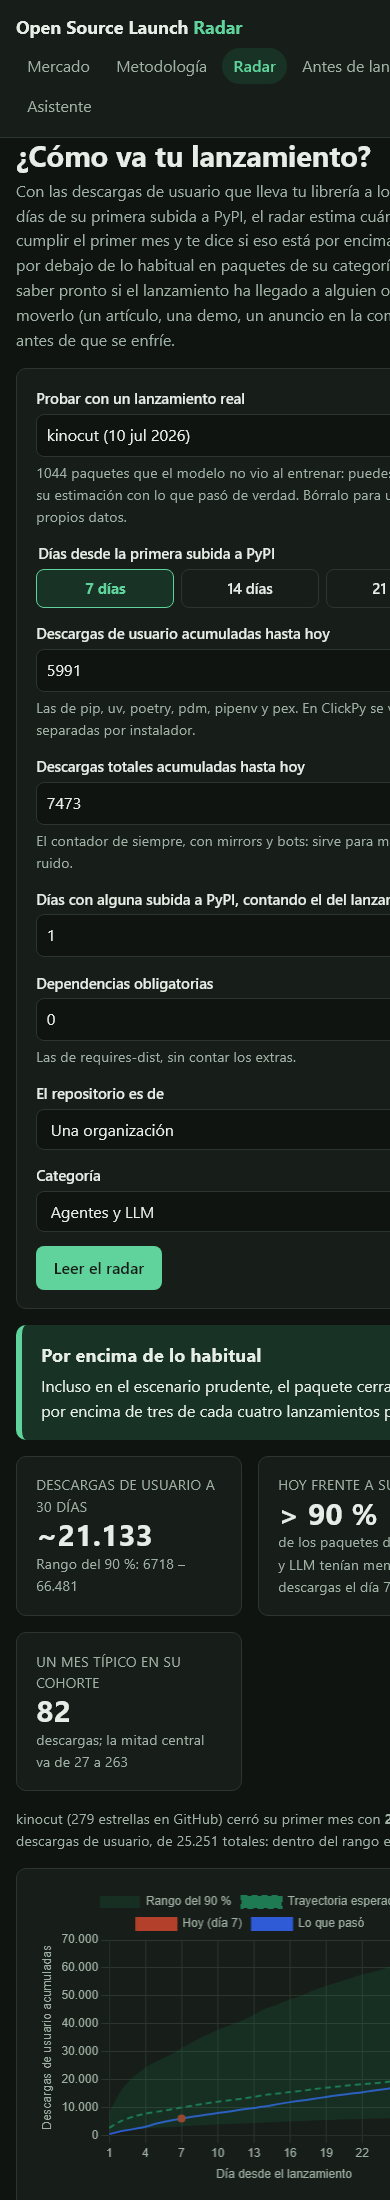 Open Source Launch Radar
Mercado Metodología Radar Antes de lan
Asistente
¿Cómo va tu lanzamiento?
Con las descargas de usuario que lleva tu librería a lo
días de su primera subida a PyPI, el radar estima cuán
cumplir el primer mes y te dice si eso está por encima
por debajo de lo habitual en paquetes de su categorí
saber pronto si el lanzamiento ha llegado a alguien o
moverlo (un artículo, una demo, un anuncio en la con
antes de que se enfríe.
Probar con un lanzamiento real
kinocut (10 jul 2026)
1044 paquetes que el modelo no vio al entrenar: puedes
su estimación con lo que pasó de verdad. Bórralo para u
propios datos.
Días desde la primera subida a PyPI
7 días 14 días 21
Descargas de usuario acumuladas hasta hoy
5991
Las de pip, uv, poetry, pdm, pipenv y pex. En ClickPy se v
separadas por instalador.
Descargas totales acumuladas hasta hoy
7473
El contador de siempre, con mirrors y bots: sirve para m
ruido.
Días con alguna subida a PyPI, contando el del lanzar
1
Dependencias obligatorias
0
Las de requires-dist, sin contar los extras.
El repositorio es de
Una organización
Categoría
Agentes y LLM
Leer el radar
Por encima de lo habitual
Incluso en el escenario prudente, el paquete cerra
por encima de tres de cada cuatro lanzamientos p
DESCARGAS DE USUARIO A
30 DÍAS
~21.133
Rango del 90 %: 6718 –
66.481
HOY FRENTE A SU
> 90 %
de los paquetes d
y LLM tenían men
descargas el día 7
UN MES TÍPICO EN SU
COHORTE
82
descargas; la mitad central
va de 27 a 263
kinocut (279 estrellas en GitHub) cerró su primer mes con 2
descargas de usuario, de 25.251 totales: dentro del rango e
Rango del 90 % Trayectoria esperad
Hoy (día 7) Lo que pasó
Descargas de usuario acumuladas
70.000
60.000
50.000
40.000
30.000
20.000
10.000
0
1 4 7 10 13 16 19 22
Día desde el lanzamiento